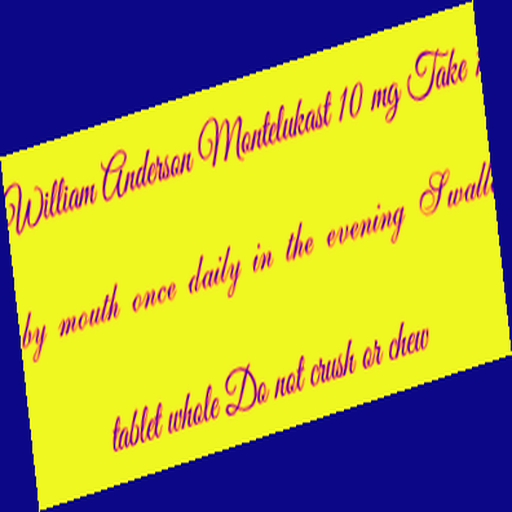 William Anderson Montelukast 10 mg Take
by mouth once daily in the evening
tablet whole Do not crush or chew